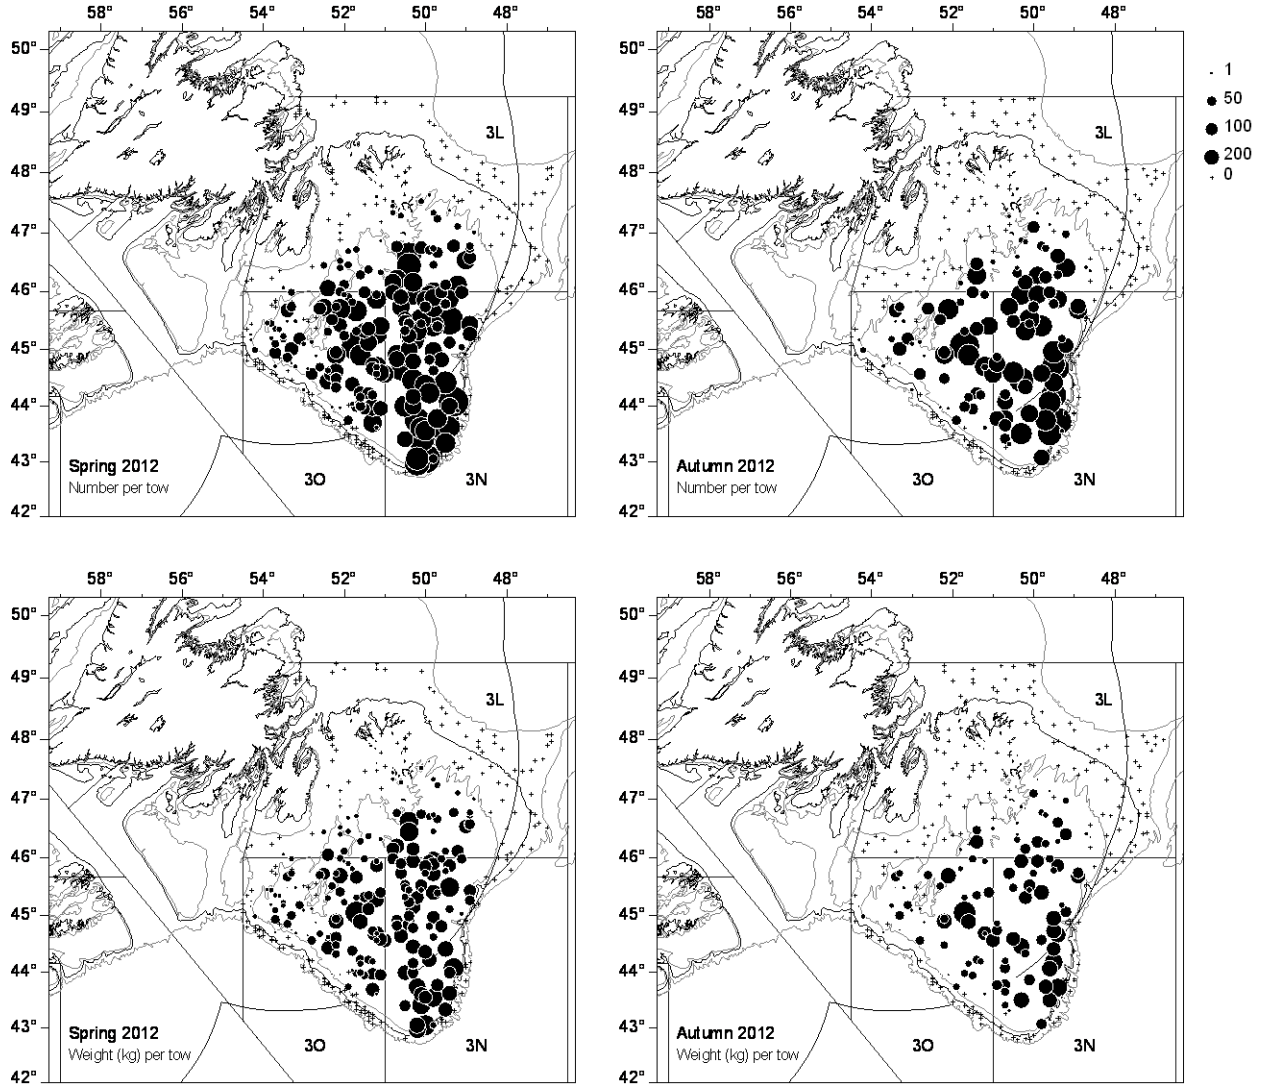 58° 56° 54° 52° 50° 48°
58° 56° 54° 52° 50° 48°
50°
49°
48°
47°
46°
45°
44°
43°
42°
3L
3O
3N
Spring 2012
Number per tow
50°
49°
48°
47°
46°
45°
44°
43°
42°
3L
3O
3N
Autumn 2012
Number per tow
1
50
100
200
0
58° 56° 54° 52° 50° 48°
58° 56° 54° 52° 50° 48°
50°
49°
48°
47°
46°
45°
44°
43°
42°
3L
3O
3N
Spring 2012
Weight (kg) per tow
50°
49°
48°
47°
46°
45°
44°
43°
42°
3L
3O
3N
Autumn 2012
Weight (kg) per tow